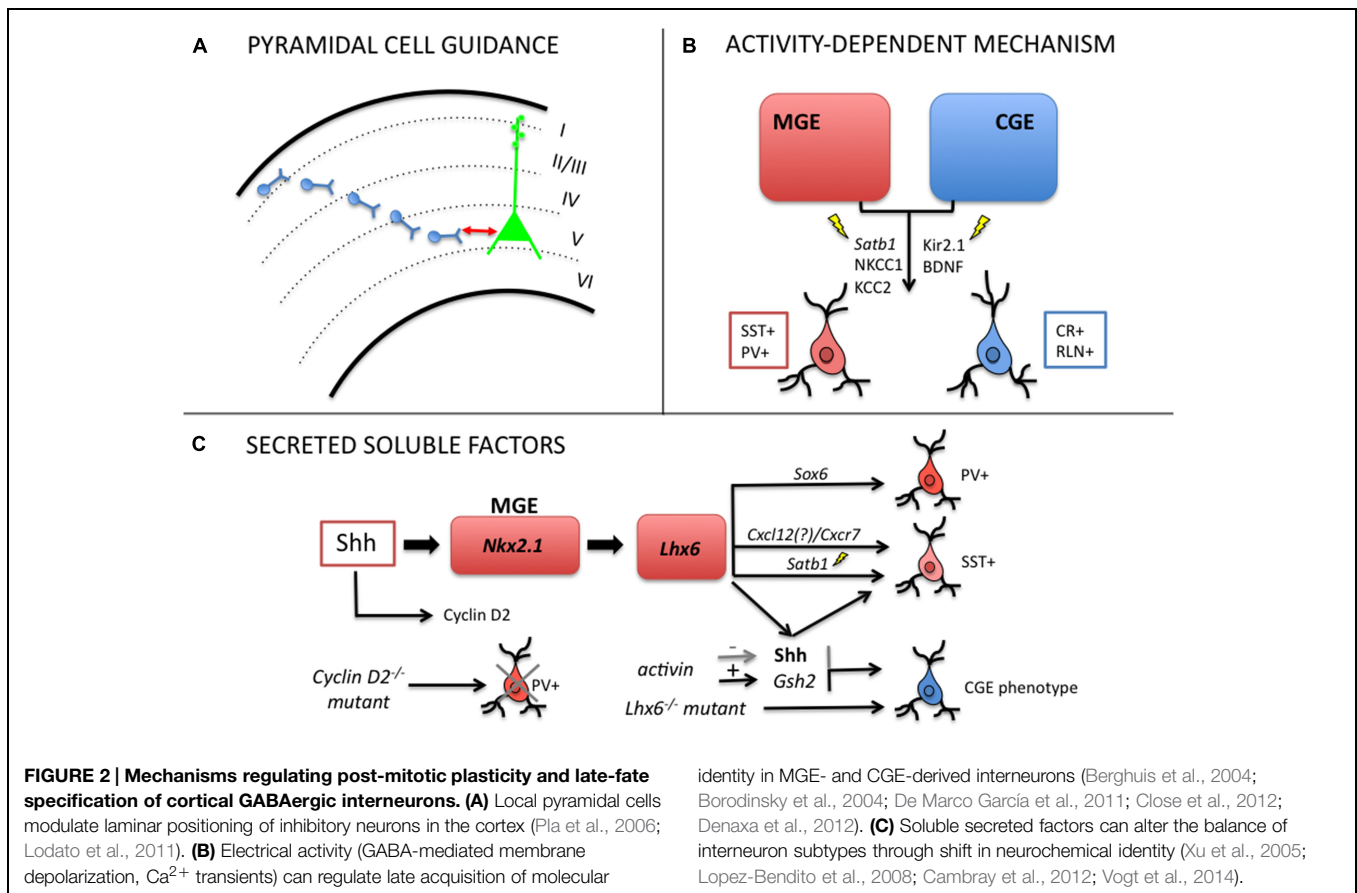 A PYRAMIDAL CELL GUIDANCE
I
II/III
IV
V
VI
B ACTIVITY-DEPENDENT MECHANISM
MGE
CGE
Satb1
NKCC1
KCC2
Kir2.1
BDNF
SST+
PV+
CR+
RLN+
C SECRETED SOLUBLE FACTORS
Shh
MGE
Nkx2.1
Lhx6
Sox6
PV+
Cxcl12(?)/Cxcr7
Satb1
SST+
Cyclin D2
Cyclin D2-/-
mutant
PV+
activin
-
+
Shh
Gsh2
Lhx6-/- mutant
CGE phenotype
FIGURE 2 | Mechanisms regulating post-mitotic plasticity and late-fate
specification of cortical GABAergic interneurons. (A) Local pyramidal cells
modulate laminar positioning of inhibitory neurons in the cortex (Pla et al., 2006;
Lodato et al., 2011). (B) Electrical activity (GABA-mediated membrane
depolarization, Ca2+ transients) can regulate late acquisition of molecular
identity in MGE- and CGE-derived interneurons (Berghuis et al., 2004;
Borodinsky et al., 2004; De Marco García et al., 2011; Close et al., 2012;
Denaxa et al., 2012). (C) Soluble secreted factors can alter the balance of
interneuron subtypes through shift in neurochemical identity (Xu et al., 2005;
Lopez-Bendito et al., 2008; Cambray et al., 2012; Vogt et al., 2014).